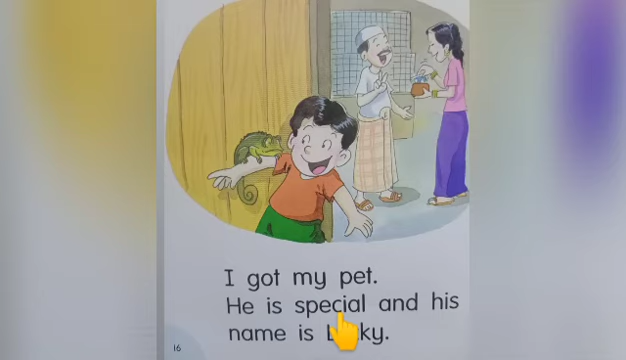 I got my pet.
He is special and his
name is
16